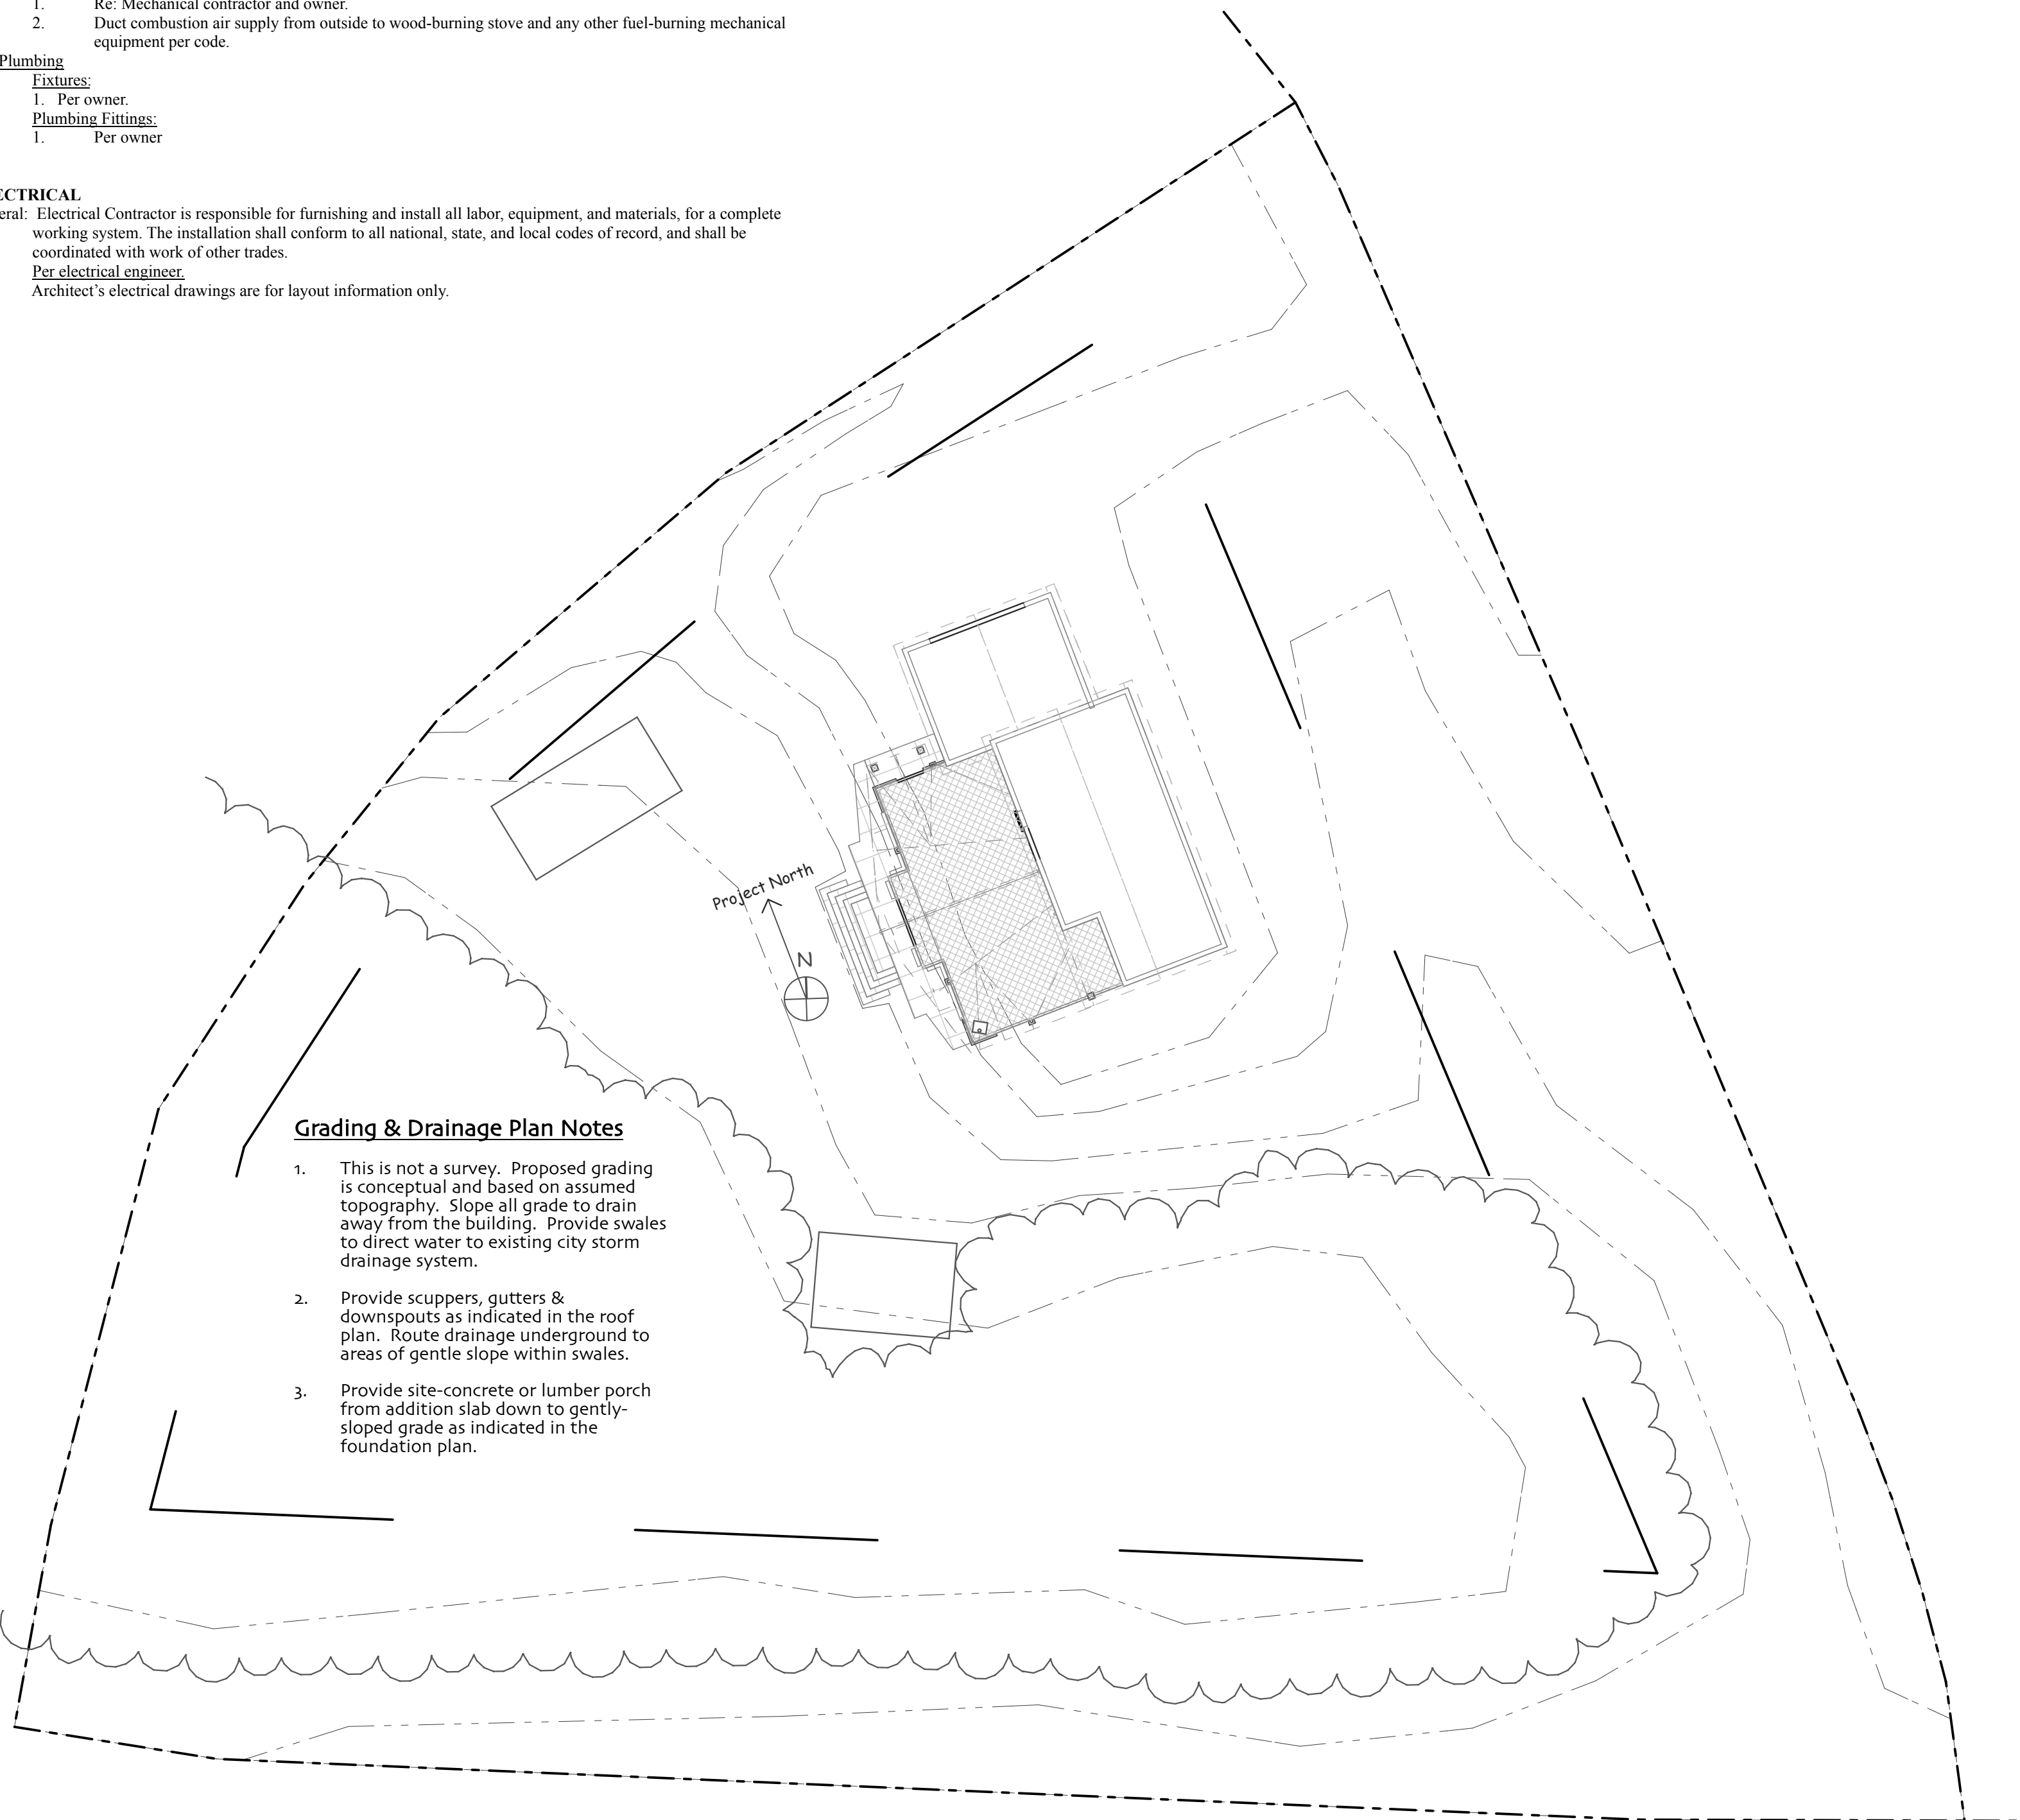 1. Re: Mechanical contractor and owner.
2. Duct combustion air supply from outside to wood-burning stove and any other fuel-burning mechanical
equipment per code.
Plumbing
Fixtures:
1. Per owner.
Plumbing Fittings:
1. Per owner
ECTRICAL
eral: Electrical Contractor is responsible for furnishing and install all labor, equipment, and materials, for a complete
working system. The installation shall conform to all national, state, and local codes of record, and shall be
coordinated with work of other trades.
Per electrical engineer.
Architect’s electrical drawings are for layout information only.
Project North
N
Grading & Drainage Plan Notes
1. This is not a survey. Proposed grading
is conceptual and based on assumed
topography. Slope all grade to drain
away from the building. Provide swales
to direct water to existing city storm
drainage system.
2. Provide scuppers, gutters &
downspouts as indicated in the roof
plan. Route drainage underground to
areas of gentle slope within swales.
3. Provide site-concrete or lumber porch
from addition slab down to gently-
sloped grade as indicated in the
foundation plan.